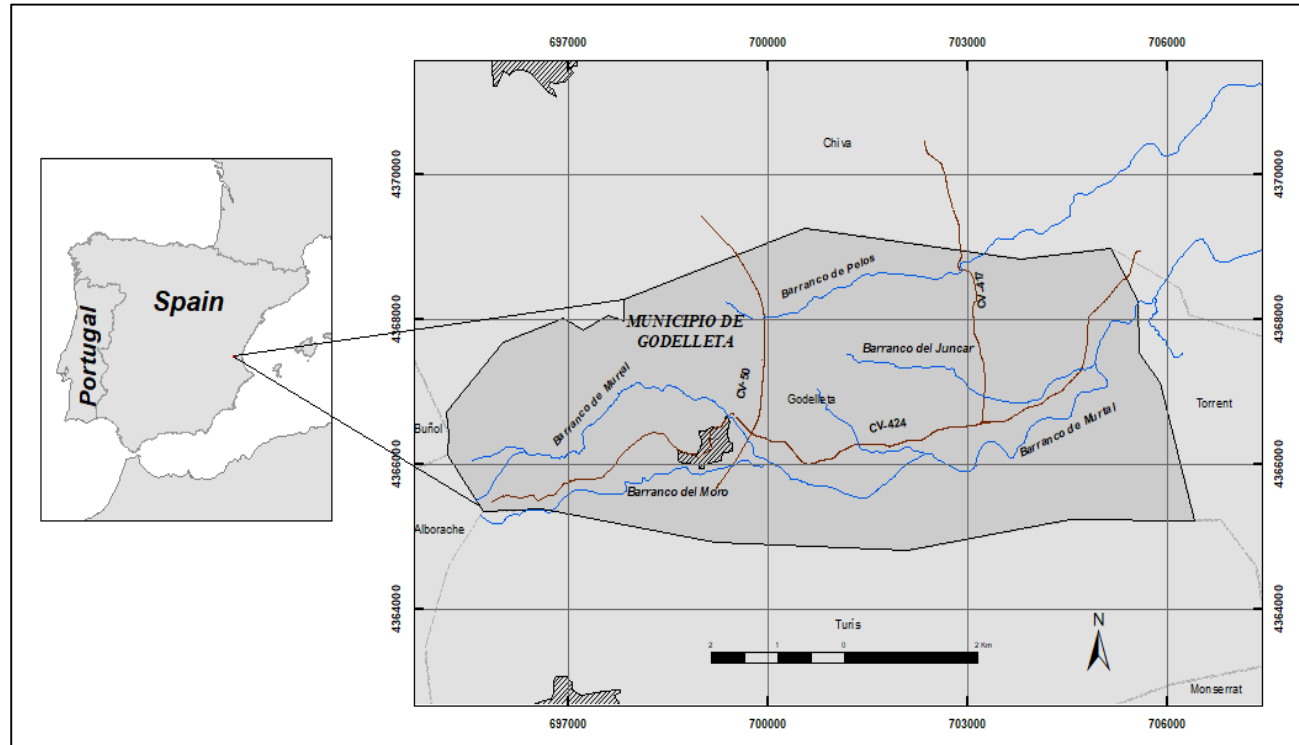 697000
700000
703000
706000
Chiva
4370000
4370000
Spain
Portugal
Barranco de Pelos
CV-417
4368000
4368000
MUNICIPIO DE
GODELLETA
Barranco del Juncar
CV-50
Barranco de Murtal
Godelleta
Torrent
Buñol
CV-424
Barranco de Murtal
4366000
4366000
Barranco del Moro
Alborache
4364000
4364000
Turís
N
2
1
0
2 Km
Monserrat
697000
700000
703000
706000